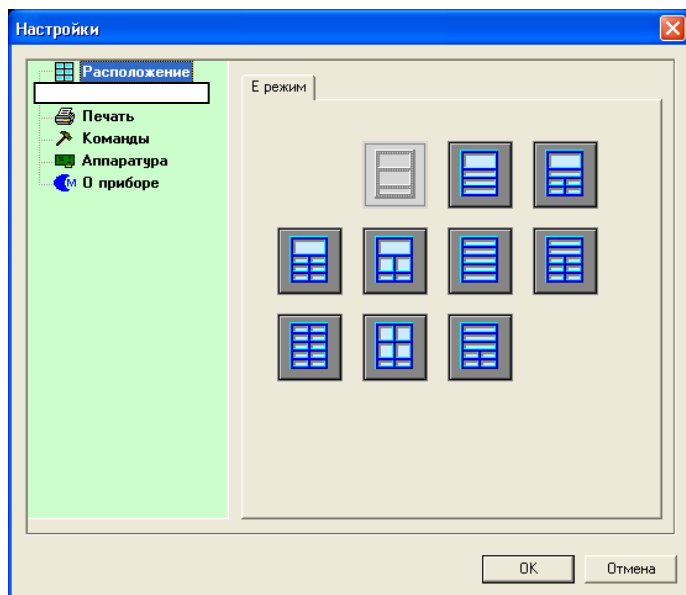 Настройки
Расположение
Печать
Команды
Аппаратура
М О приборе
Е режим
OK
Отмена